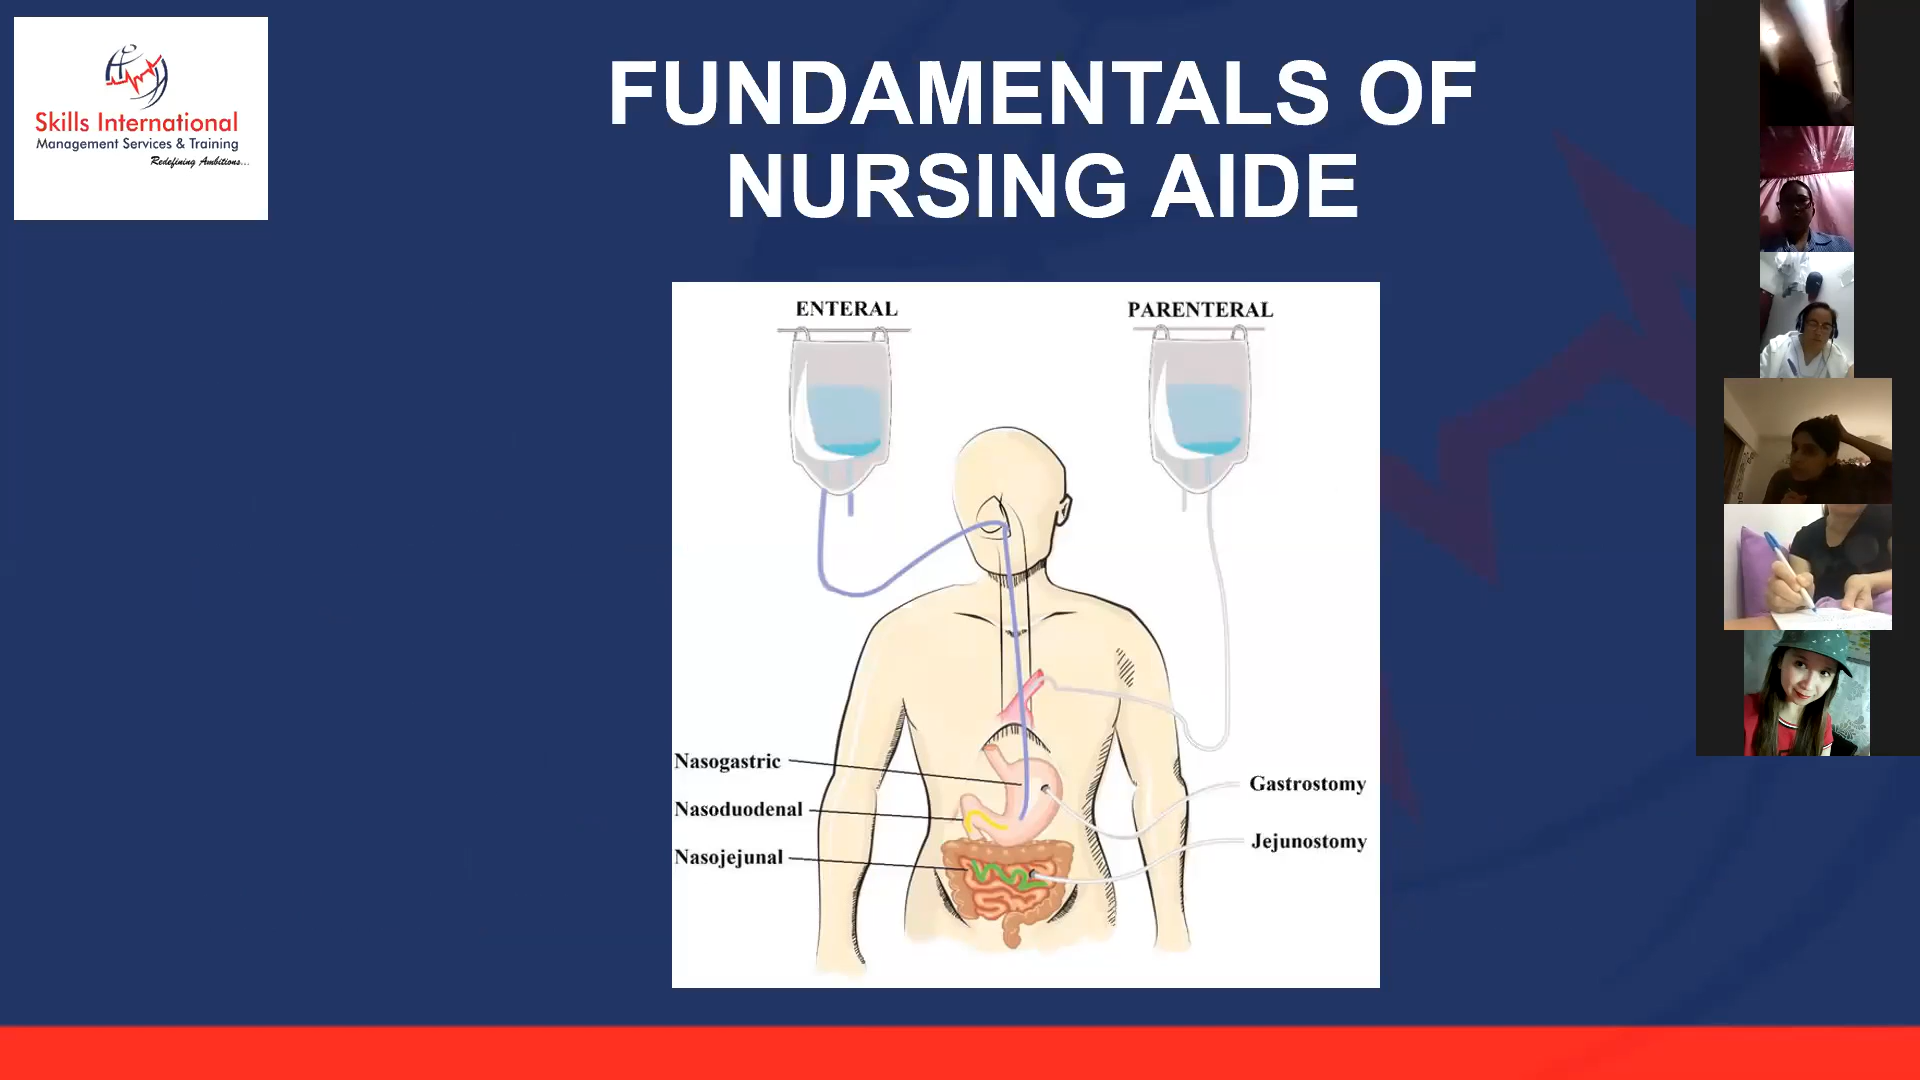 Skills International
Management Services & Training
Redefining Ambitions...
FUNDAMENTALS OF
NURSING AIDE
ENTERAL
PARENTERAL
Nasogastric
Nasoduodenal
Nasojejunal
Gastrostomy
Jejunostomy